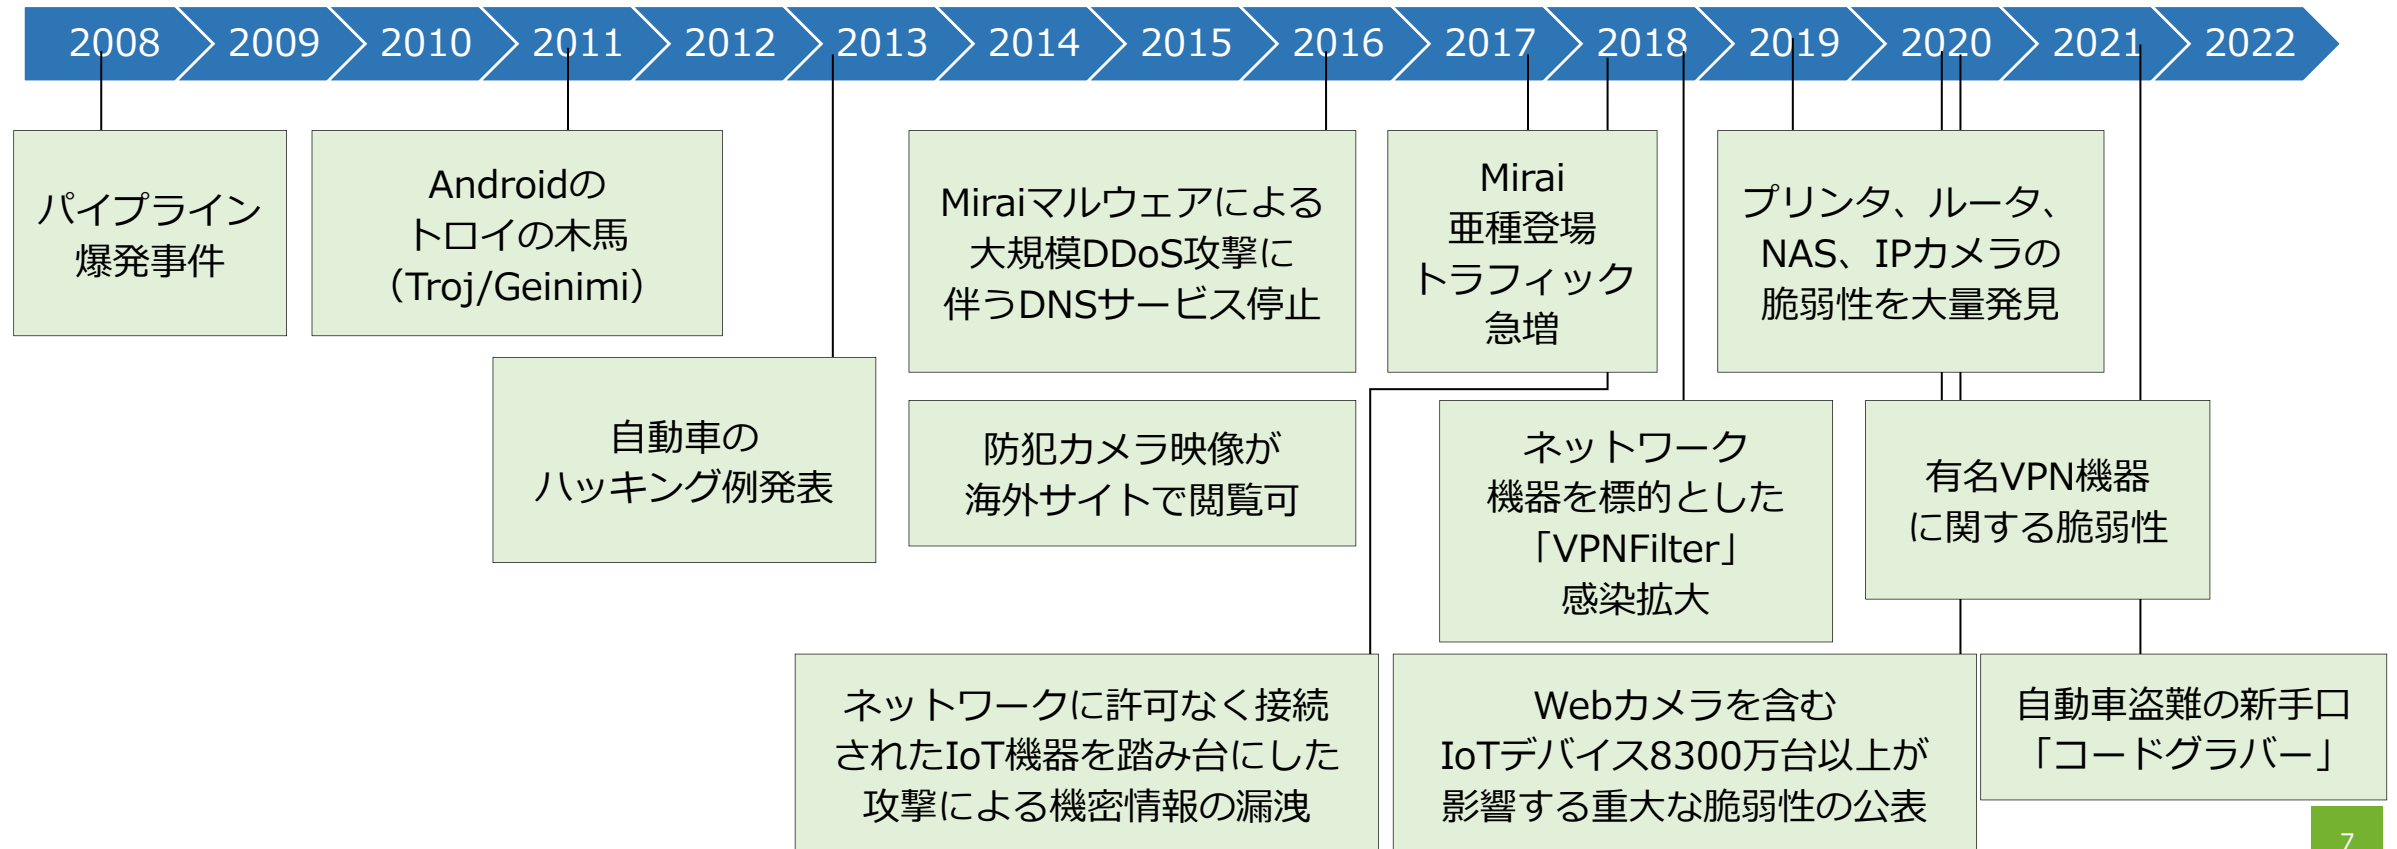 2008 2009 2010 2011 2012 2013 2014 2015 2016 2017 2018 2019 2020 2021 2022
パイプライン
爆発事件
Androidの
トロイの木馬
（Troj/Geinimi）
Miraiマルウェアによる
大規模DDoS攻撃に
伴うDNSサービス停止
Mirai
亜種登場
トラフィック
急増
プリンタ、ルータ、
NAS、IPカメラの
脆弱性を大量発見
自動車の
ハッキング例発表
防犯カメラ映像が
海外サイトで閲覧可
ネットワーク
機器を標的とした
「VPNFilter」
感染拡大
有名VPN機器
に関する脆弱性
ネットワークに許可なく接続
されたIoT機器を踏み台にした
攻撃による機密情報の漏洩
Webカメラを含む
IoTデバイス8300万台以上が
影響する重大な脆弱性の公表
自動車盗難の新手口
「コードグラバー」
7